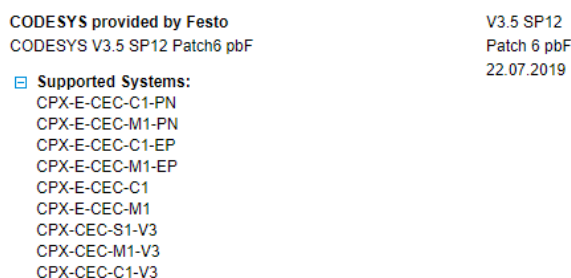 CODESYS provided by Festo
CODESYS V3.5 SP12 Patch6 pbF
V3.5 SP12
Patch 6 pbF
22.07.2019
Supported Systems:
CPX-E-CEC-C1-PN
CPX-E-CEC-M1-PN
CPX-E-CEC-C1-EP
CPX-E-CEC-M1-EP
CPX-E-CEC-C1
CPX-E-CEC-M1
CPX-CEC-S1-V3
CPX-CEC-M1-V3
CPX-CEC-C1-V3